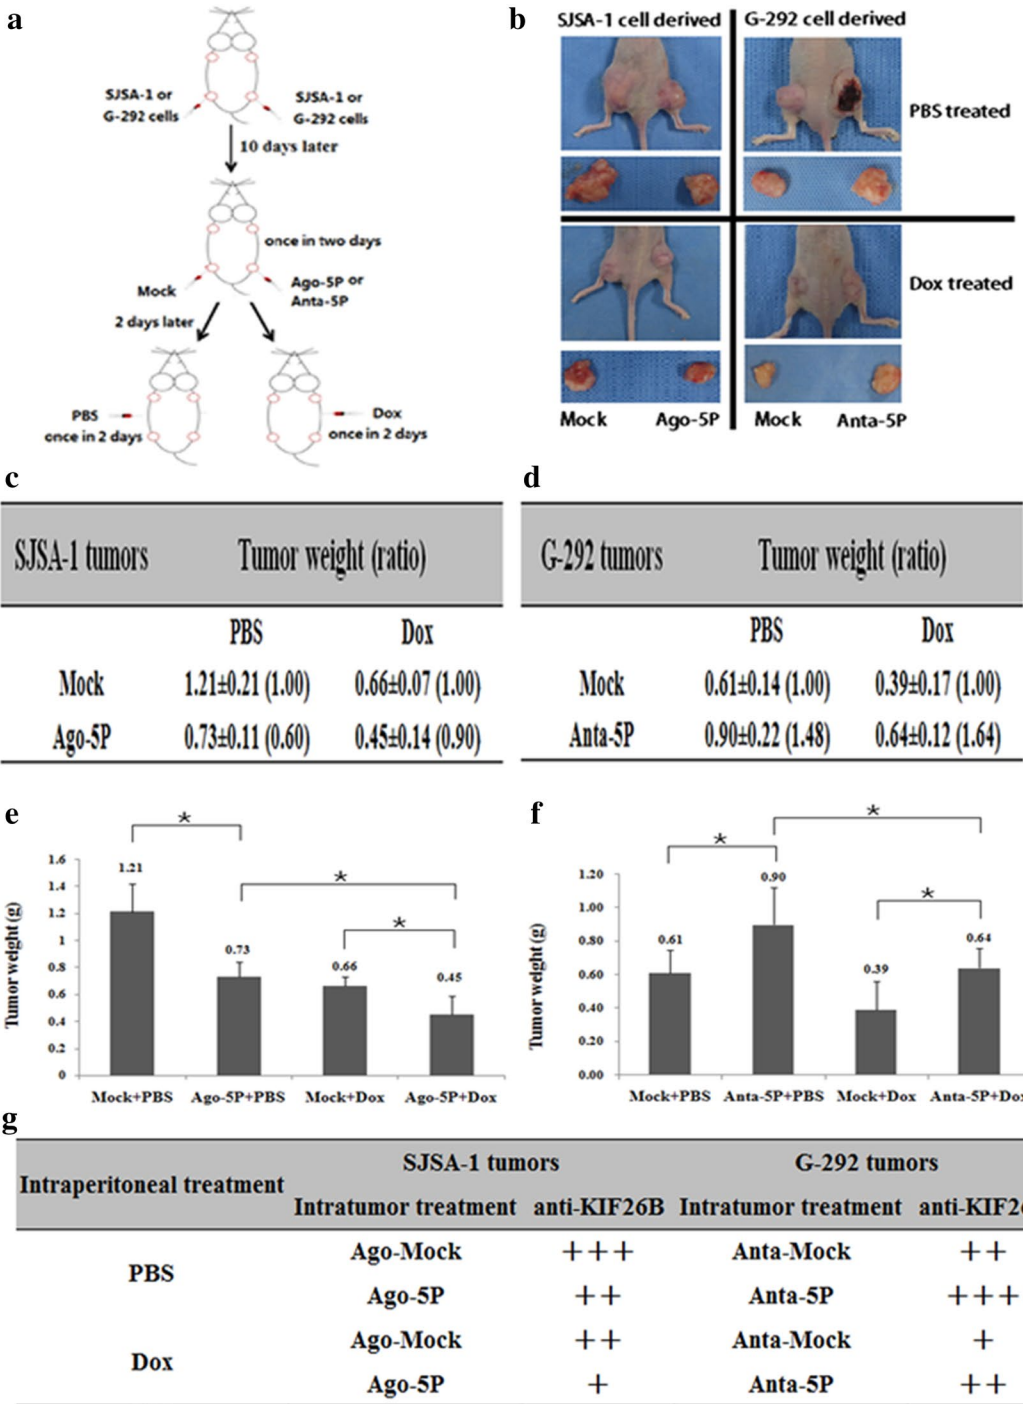 a
SJSA-1 or
G-292 cells
SJSA-1 or
G-292 cells
10 days later
once in two days
Mock
Ago-5P or
Anta-5P
2 days later
PBS
once in 2 days
Dox
once in 2 days
b
SJSA-1 cell derived
G-292 cell derived
PBS treated
Dox treated
Mock Ago-5P Mock Anta-5P
c
SJSA-1 tumors Tumor weight (ratio)
PBS Dox
Mock 1.21±0.21 (1.00) 0.66±0.07 (1.00)
Ago-5P 0.73±0.11 (0.60) 0.45±0.14 (0.90)
d
G-292 tumors Tumor weight (ratio)
PBS Dox
Mock 0.61±0.14 (1.00) 0.39±0.17 (1.00)
Anta-5P 0.90±0.22 (1.48) 0.64±0.12 (1.64)
e
*
*
*
Tumor weight (g)
1.6
1.4
1.2
1
0.8
0.6
0.4
0.2
0
1.21
0.73
0.66
0.45
Mock+PBS Ago-5P+PBS Mock+Dox Ago-5P+Dox
f
*
*
*
Tumor weight (g)
1.20
1.00
0.80
0.60
0.40
0.20
0.00
0.61
0.90
0.39
0.64
Mock+PBS Anta-5P+PBS Mock+Dox Anta-5P+Dox
g
SJSA-1 tumors G-292 tumors
Intraperitoneal treatment
Intratumor treatment anti-KIF26B Intratumor treatment anti-KIF26
PBS
Ago-Mock +++ Anta-Mock ++
Ago-5P ++ Anta-5P +++
Dox
Ago-Mock ++ Anta-Mock +
Ago-5P + Anta-5P ++